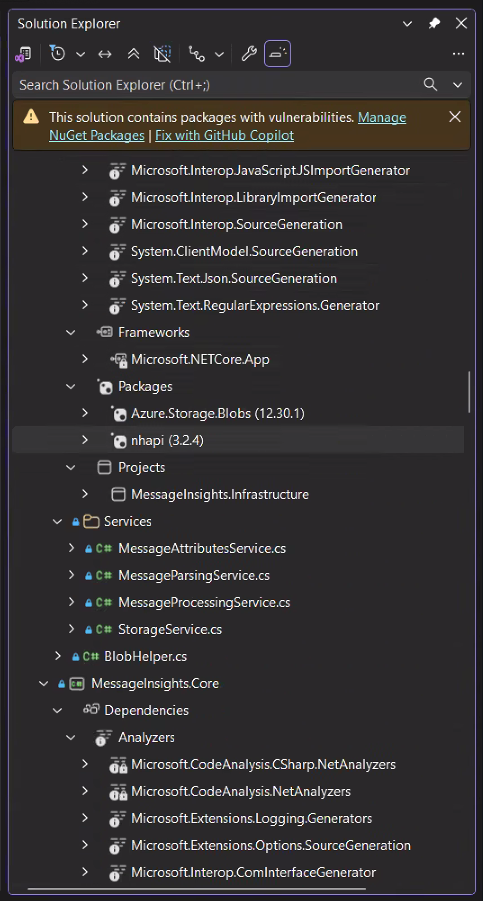 Solution Explorer
Search Solution Explorer (Ctrl+;)
This solution contains packages with vulnerabilities. Manage
NuGet Packages | Fix with GitHub Copilot
Microsoft.Interop.JavaScript.JSImportGenerator
Microsoft.Interop.LibraryImportGenerator
Microsoft.Interop.SourceGeneration
System.ClientModel.SourceGeneration
System.Text.Json.SourceGeneration
System.Text.RegularExpressions.Generator
Frameworks
Microsoft.NETCore.App
Packages
Azure.Storage.Blobs (12.30.1)
nhapi (3.2.4)
Projects
MessageInsights.Infrastructure
Services
C# MessageAttributesService.cs
C# MessageParsingService.cs
C# MessageProcessingService.cs
C# StorageService.cs
C# BlobHelper.cs
MessageInsights.Core
Dependencies
Analyzers
Microsoft.CodeAnalysis.CSharp.NetAnalyzers
Microsoft.CodeAnalysis.NetAnalyzers
Microsoft.Extensions.Logging.Generators
Microsoft.Extensions.Options.SourceGeneration
Microsoft.Interop.ComInterfaceGenerator